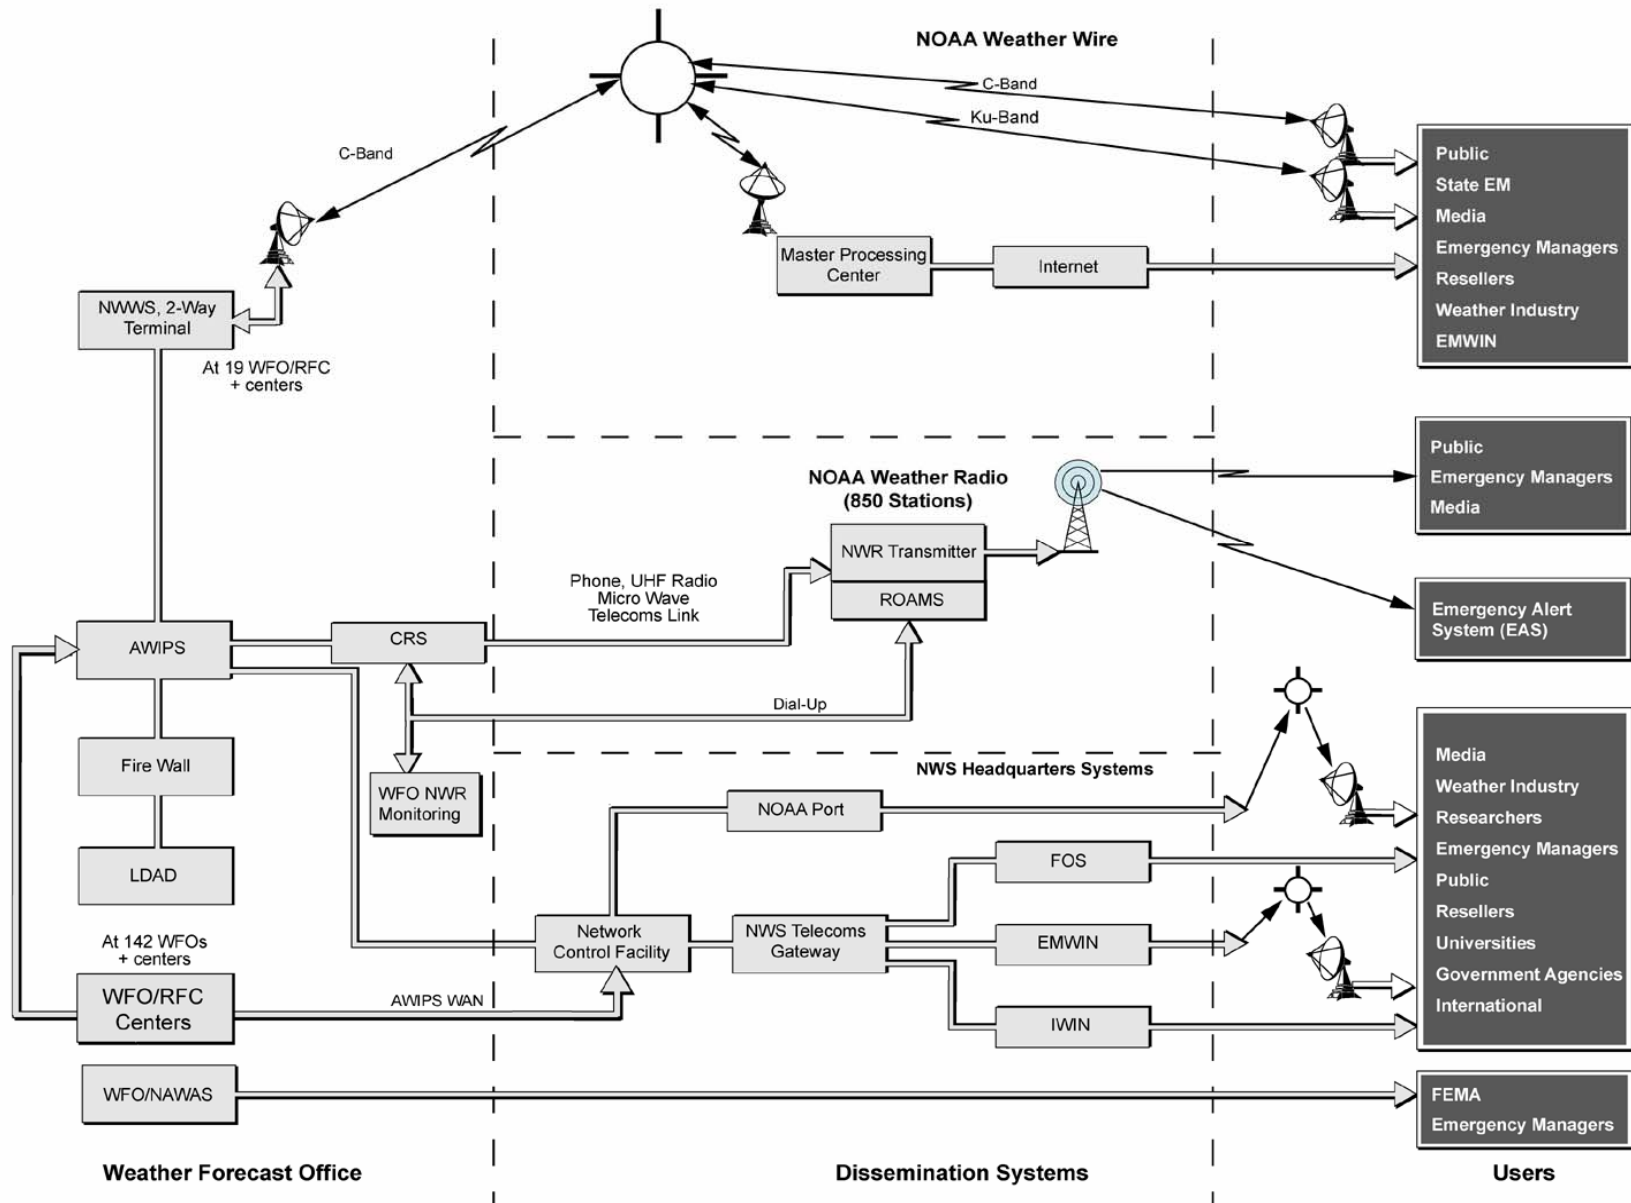 NOAA Weather Wire
C-Band
Ku-Band
C-Band
Public
State EM
Media
Emergency Managers
Resellers
Weather Industry
EMWIN
Master Processing
Center
Internet
NWWS, 2-Way
Terminal
At 19 WFO/RFC
+ centers
NOAA Weather Radio
(850 Stations)
Public
Emergency Managers
Media
NWR Transmitter
ROAMS
Phone, UHF Radio
Micro Wave
Telecoms Link
Emergency Alert
System (EAS)
AWIPS
CRS
Dial-Up
Fire Wall
WFO NWR
Monitoring
LDAD
NWS Headquarters Systems
NOAA Port
FOS
Network
Control Facility
NWS Telecoms
Gateway
EMWIN
IWIN
Media
Weather Industry
Researchers
Emergency Managers
Public
Resellers
Universities
Government Agencies
International
At 142 WFOs
+ centers
WFO/RFC
Centers
AWIPS WAN
WFO/NAWAS
FEMA
Emergency Managers
Weather Forecast Office
Dissemination Systems
Users